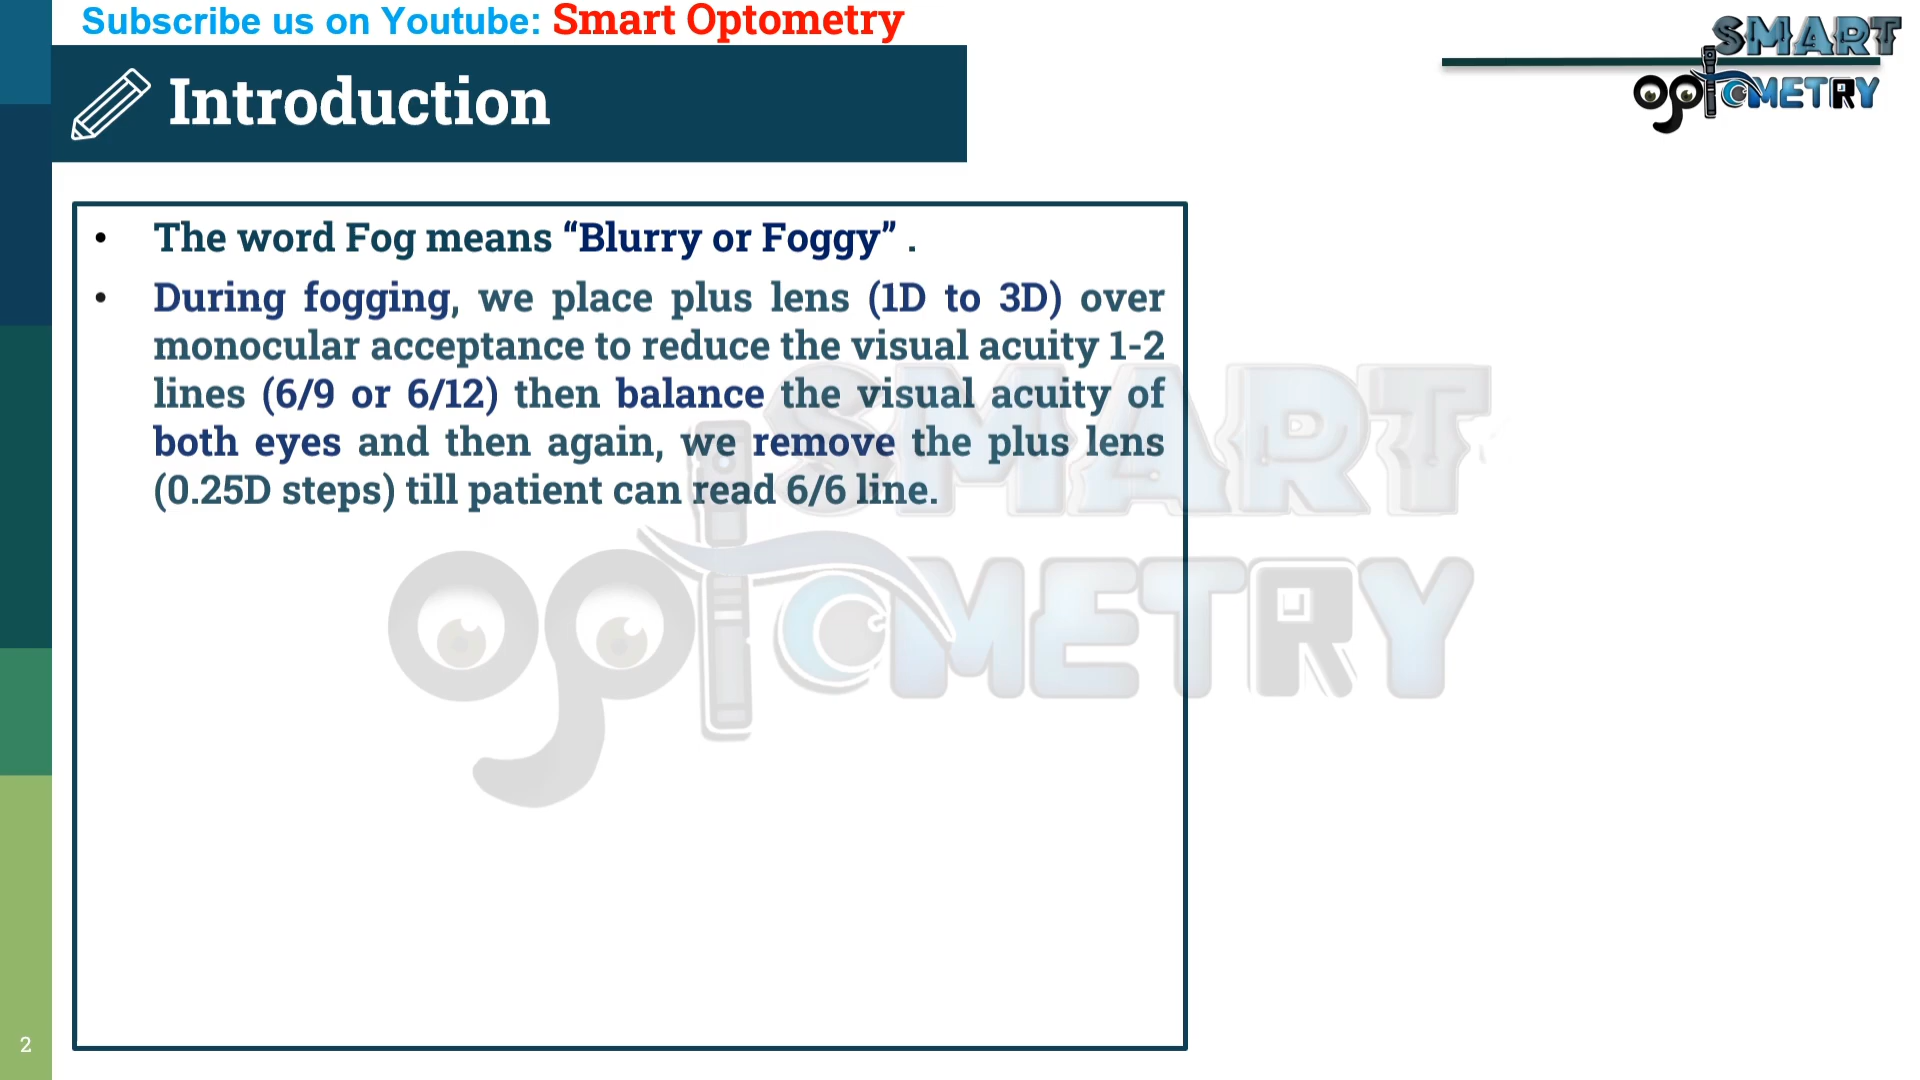 Subscribe us on Youtube: Smart Optometry
SMART
OPTOMETRY
Introduction
• The word Fog means “Blurry or Foggy” .
• During fogging, we place plus lens (1D to 3D) over
monocular acceptance to reduce the visual acuity 1-2
lines (6/9 or 6/12) then balance the visual acuity of
both eyes and then again, we remove the plus lens
(0.25D steps) till patient can read 6/6 line.
SMART
OPTOMETRY
2